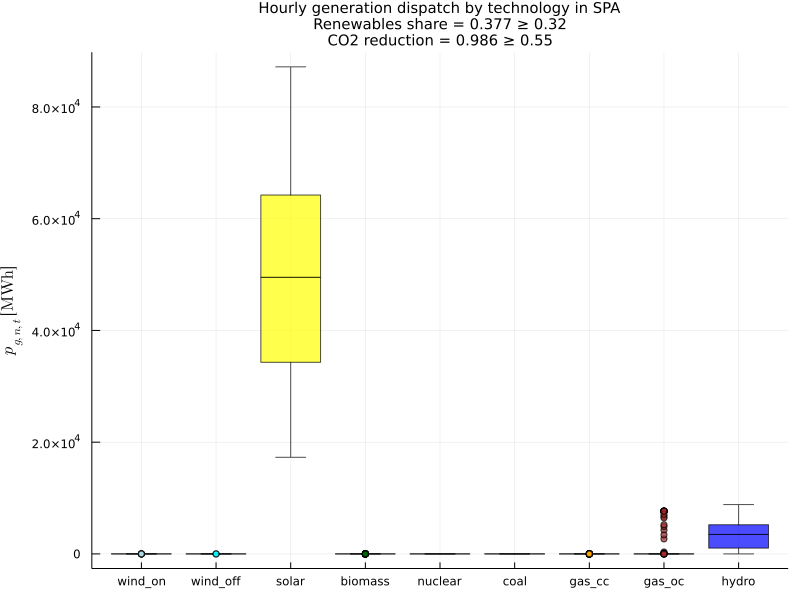 Hourly generation dispatch by technology in SPA
Renewables share = 0.377 ≥ 0.32
CO2 reduction = 0.986 ≥ 0.55
p_{g,n,t} [MWh]
8.0×10⁴
6.0×10⁴
4.0×10⁴
2.0×10⁴
0
wind_on wind_off solar biomass nuclear coal gas_cc gas_oc hydro